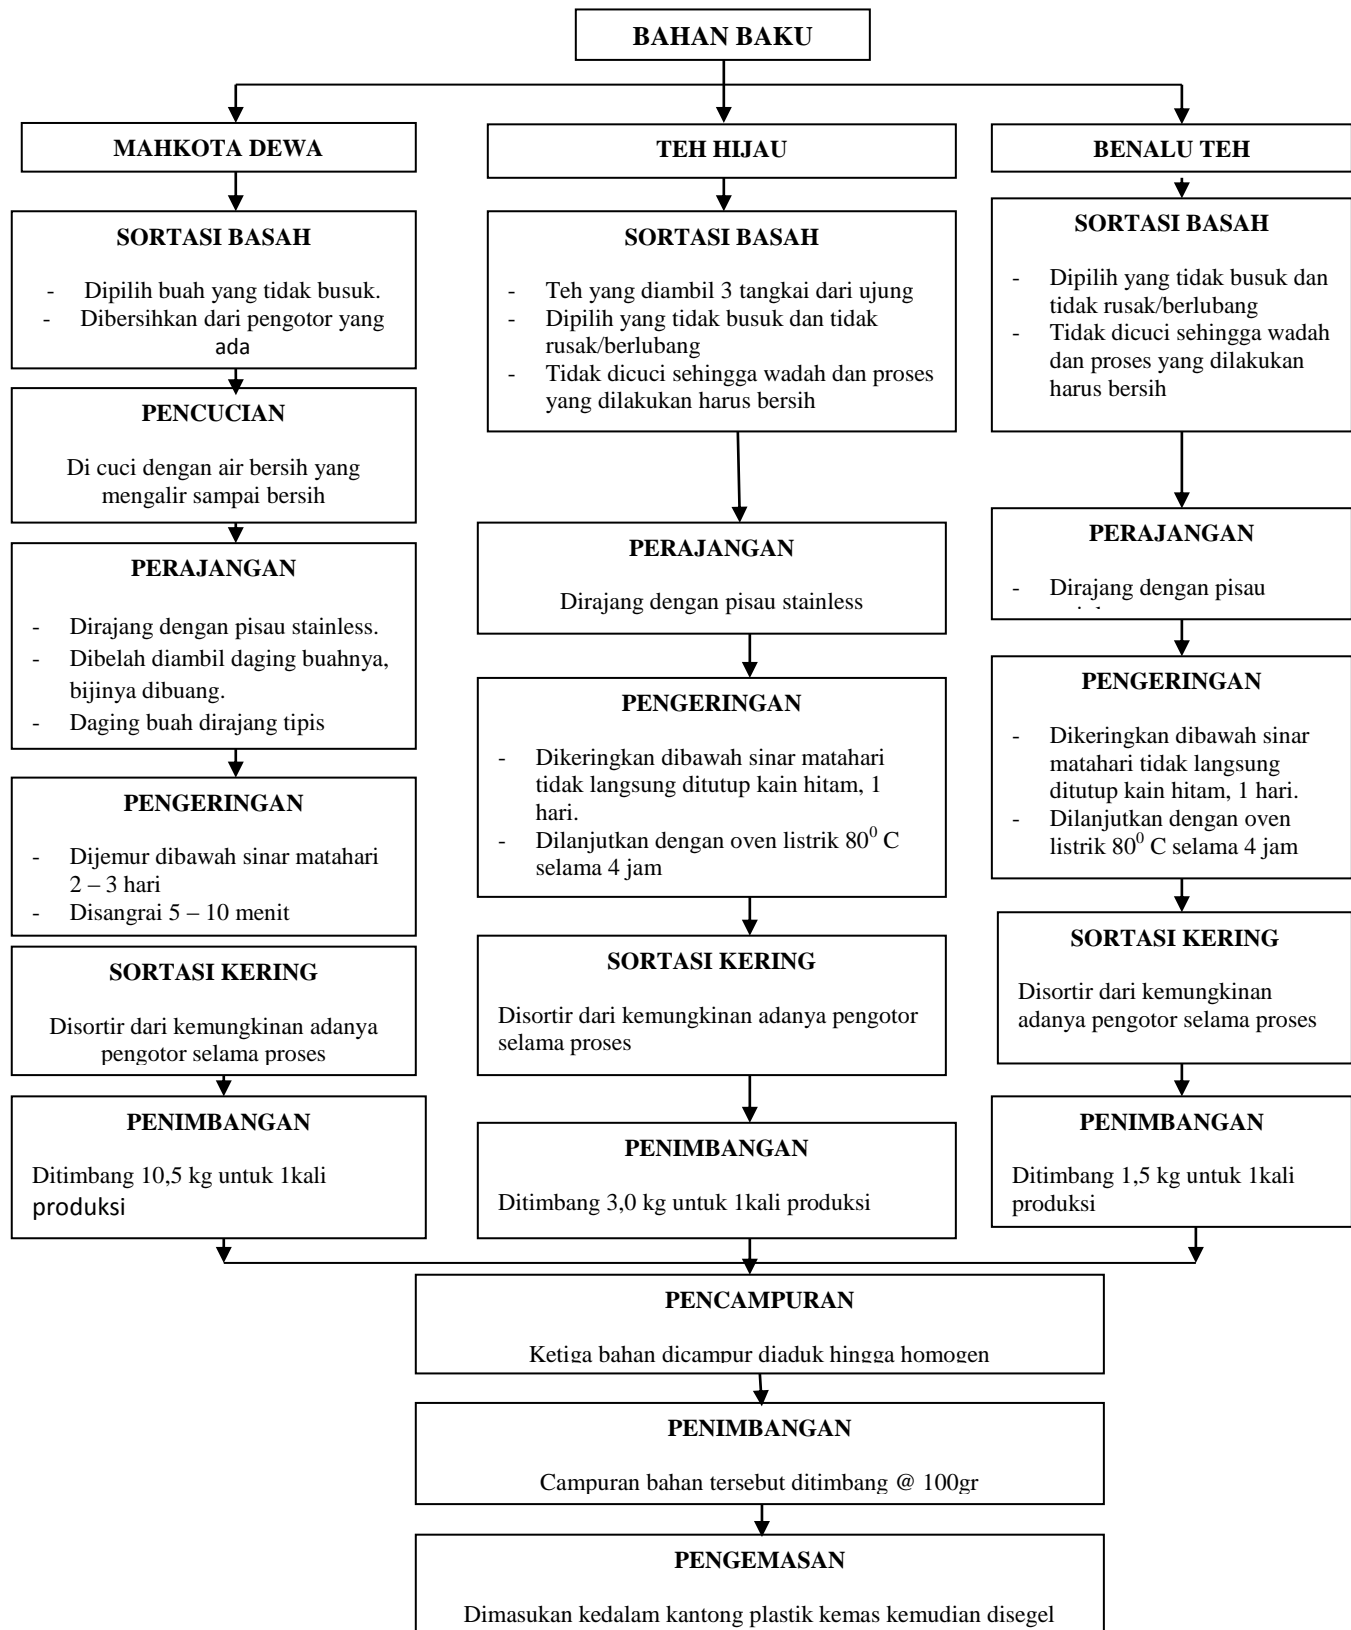 BAHAN BAKU
MAHKOTA DEWA
TEH HIJAU
BENALU TEH
SORTASI BASAH
- Dipilih buah yang tidak busuk.
- Dibersihkan dari pengotor yang
ada
SORTASI BASAH
- Teh yang diambil 3 tangkai dari ujung
- Dipilih yang tidak busuk dan tidak
rusak/berlubang
- Tidak dicuci sehingga wadah dan proses
yang dilakukan harus bersih
SORTASI BASAH
- Dipilih yang tidak busuk dan
tidak rusak/berlubang
- Tidak dicuci sehingga wadah
dan proses yang dilakukan
harus bersih
PENCUCIAN
Di cuci dengan air bersih yang
mengalir sampai bersih
PERAJANGAN
- Dirajang dengan pisau stainless.
- Dibelah diambil daging buahnya,
bijinya dibuang.
- Daging buah dirajang tipis
PERAJANGAN
Dirajang dengan pisau stainless
PERAJANGAN
- Dirajang dengan pisau
PENGERINGAN
- Dijemur dibawah sinar matahari
2 – 3 hari
- Disangrai 5 – 10 menit
PENGERINGAN
- Dikeringkan dibawah sinar matahari
tidak langsung ditutup kain hitam, 1
hari.
- Dilanjutkan dengan oven listrik 80⁰ C
selama 4 jam
PENGERINGAN
- Dikeringkan dibawah sinar
matahari tidak langsung
ditutup kain hitam, 1 hari.
- Dilanjutkan dengan oven
listrik 80⁰ C selama 4 jam
SORTASI KERING
Disortir dari kemungkinan adanya
pengotor selama proses
SORTASI KERING
Disortir dari kemungkinan adanya pengotor
selama proses
SORTASI KERING
Disortir dari kemungkinan
adanya pengotor selama proses
PENIMBANGAN
Ditimbang 10,5 kg untuk 1kali
produksi
PENIMBANGAN
Ditimbang 3,0 kg untuk 1kali produksi
PENIMBANGAN
Ditimbang 1,5 kg untuk 1kali
produksi
PENCAMPURAN
Ketiga bahan dicampur diaduk hingga homogen
PENIMBANGAN
Campuran bahan tersebut ditimbang @ 100gr
PENGEMASAN
Dimasukan kedalam kantong plastik kemas kemudian disegel